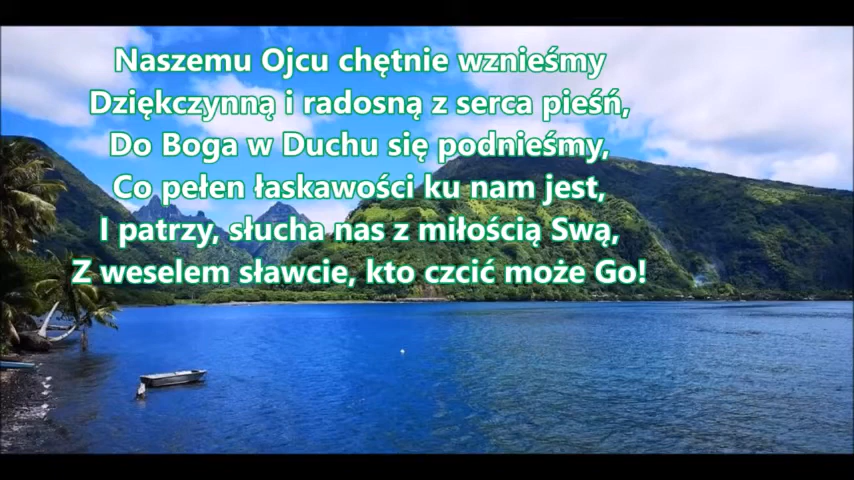 Naszemu Ojcu chętnie wznieśmy
Dziękczynną i radosną z serca pieśń,
Do Boga w Duchu się podnieśmy,
Co pełen łaskawości ku nam jest,
I patrzy, słucha nas z miłością Swą,
Z weselem sławcie, kto czcić może Go!